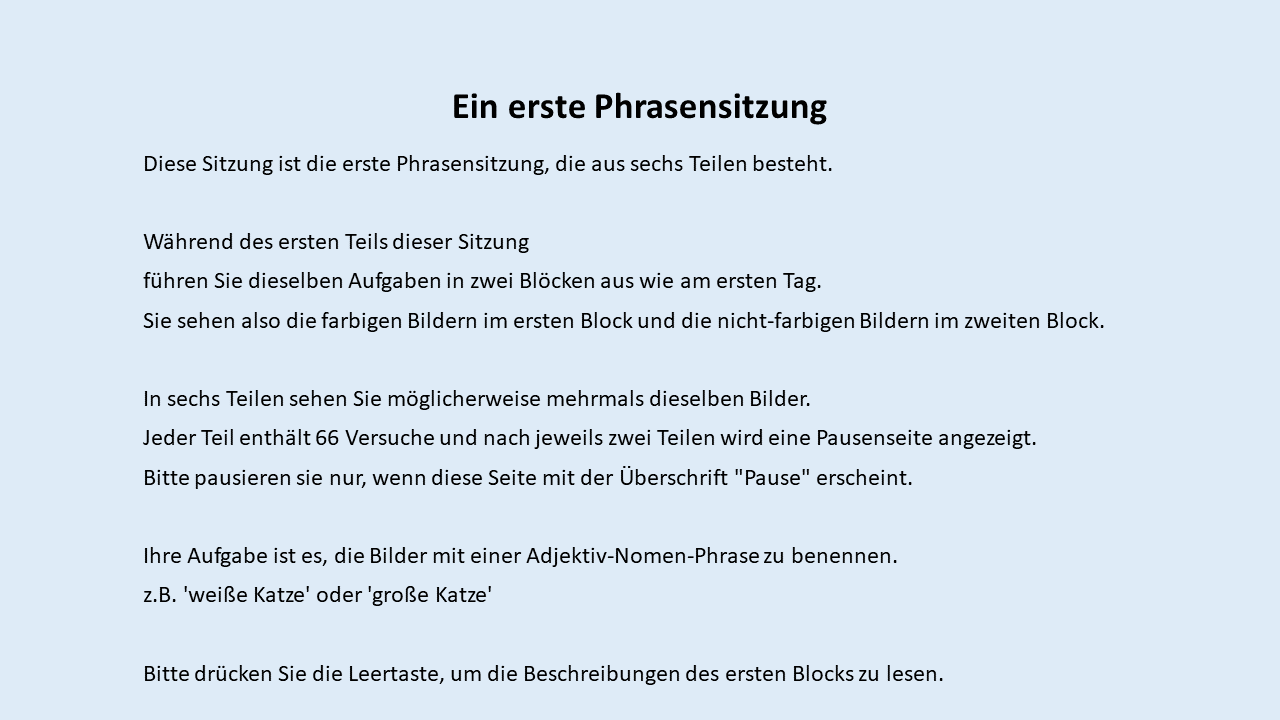 Ein erste Phrasensitzung
Diese Sitzung ist die erste Phrasensitzung, die aus sechs Teilen besteht.
Während des ersten Teils dieser Sitzung
führen Sie dieselben Aufgaben in zwei Blöcken aus wie am ersten Tag.
Sie sehen also die farbigen Bildern im ersten Block und die nicht-farbigen Bildern im zweiten Block.
In sechs Teilen sehen Sie möglicherweise mehrmals dieselben Bilder.
Jeder Teil enthält 66 Versuche und nach jeweils zwei Teilen wird eine Pausenseite angezeigt.
Bitte pausieren sie nur, wenn diese Seite mit der Überschrift "Pause" erscheint.
Ihre Aufgabe ist es, die Bilder mit einer Adjektiv-Nomen-Phrase zu benennen.
z.B. 'weiße Katze' oder 'große Katze'
Bitte drücken Sie die Leertaste, um die Beschreibungen des ersten Blocks zu lesen.